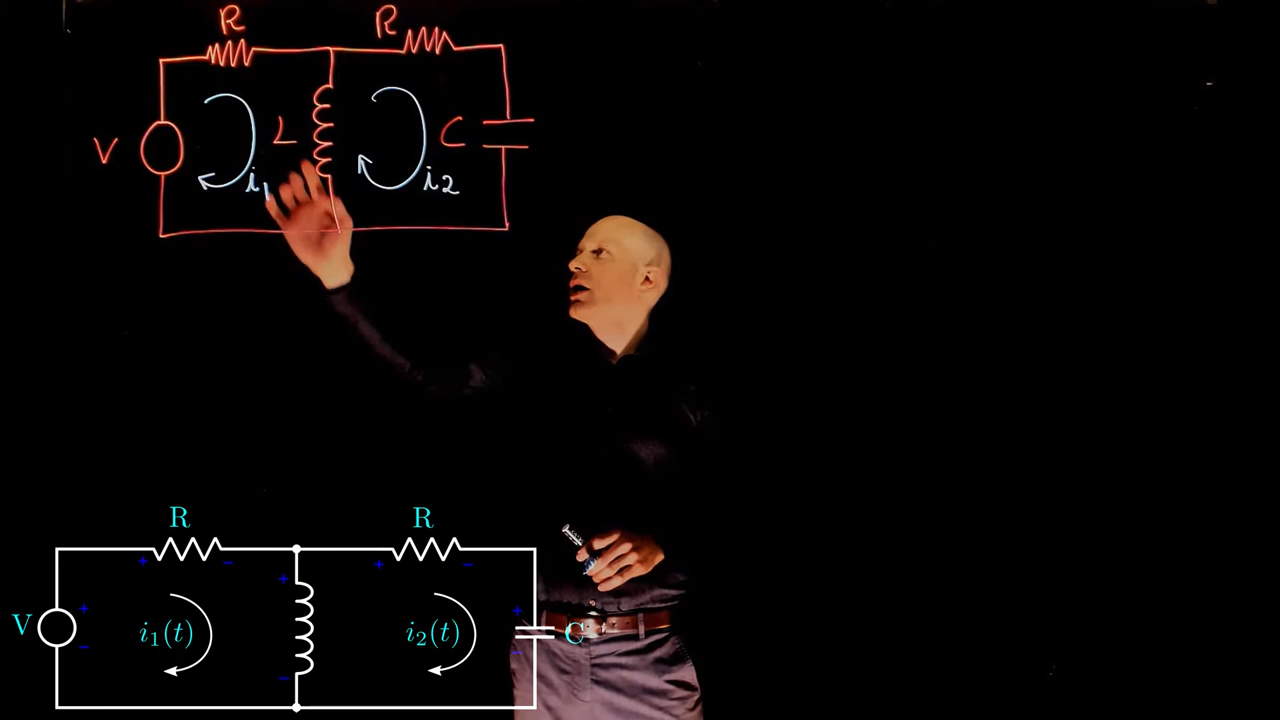 R R
V L C
i1 i2
R R
+ - + -
+
+ +
V i₁(t) i₂(t) C
- -
-